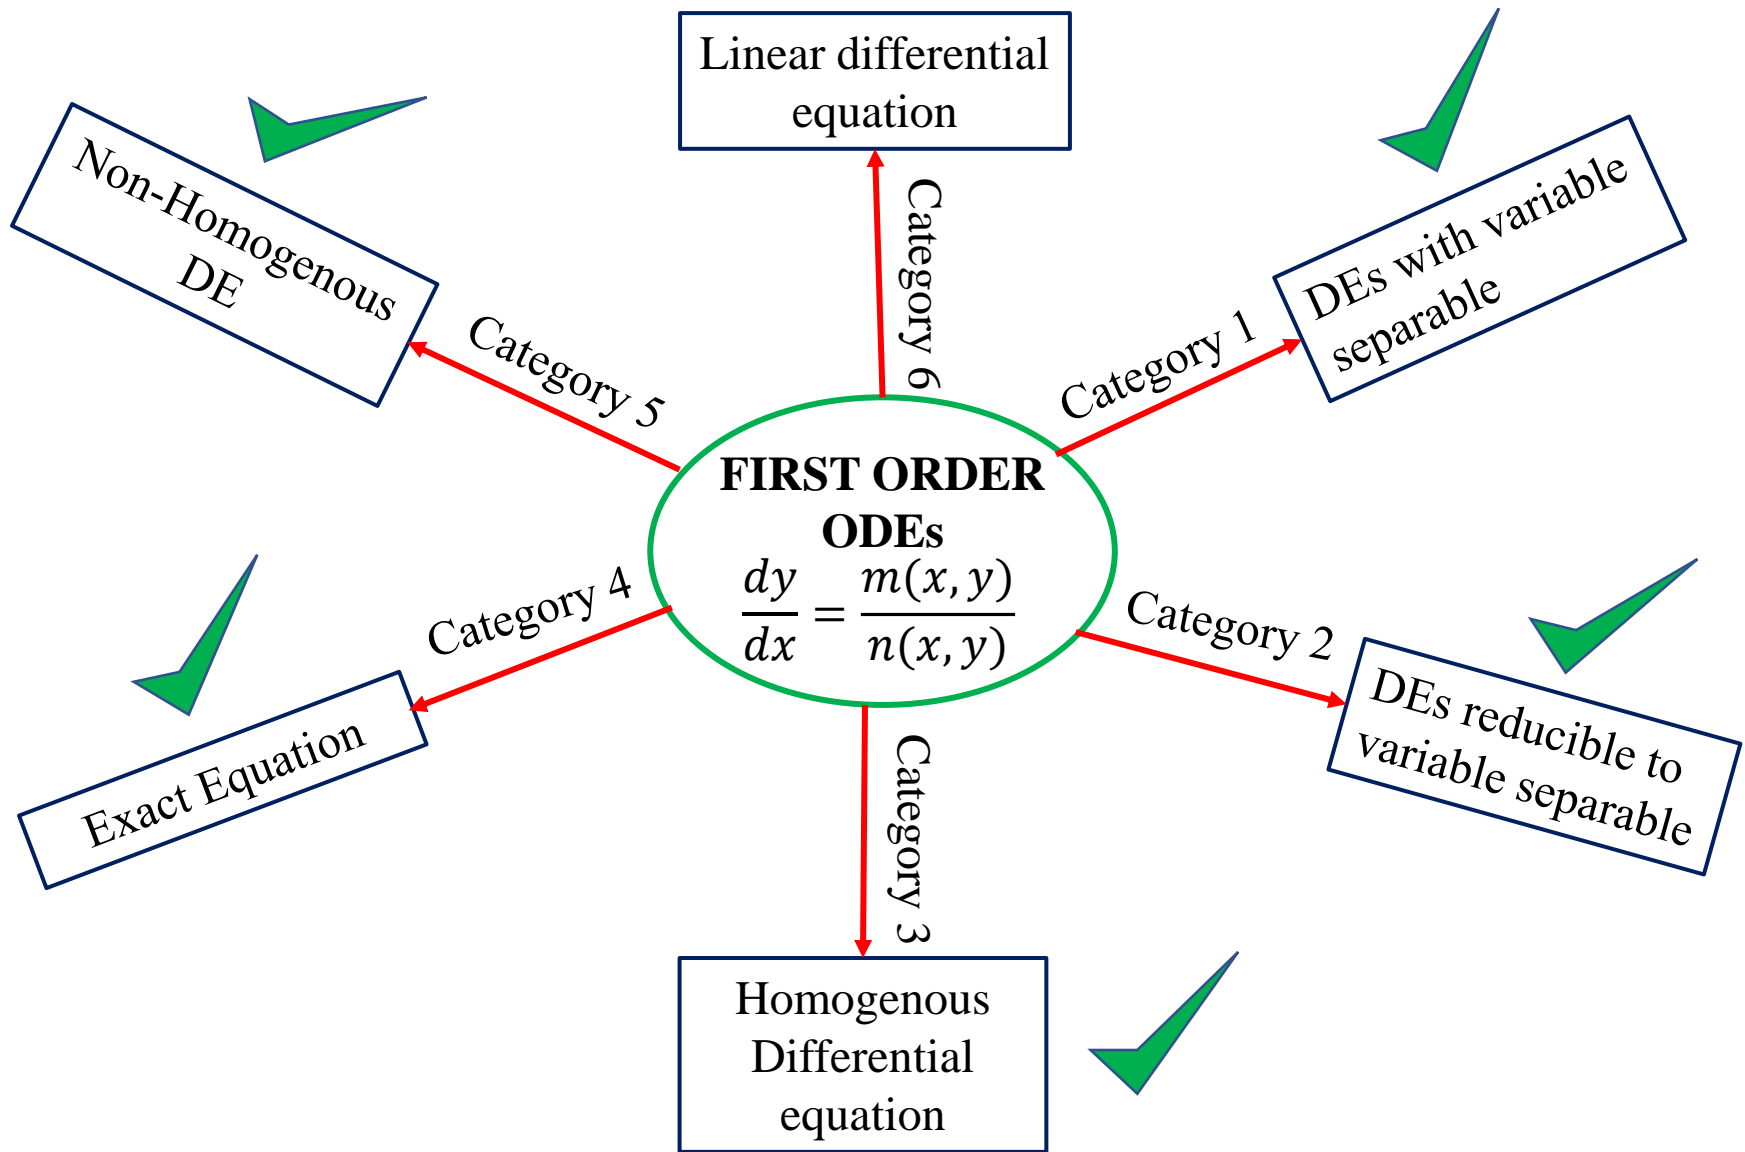 Linear differential
equation
Category 6
DEs with variable
separable
Category 1
Non-Homogenous
DE
Category 5
FIRST ORDER
ODEs
dy/dx = m(x, y)/n(x, y)
Category 4
Exact Equation
Category 2
DEs reducible to
variable separable
Category 3
Homogenous
Differential
equation